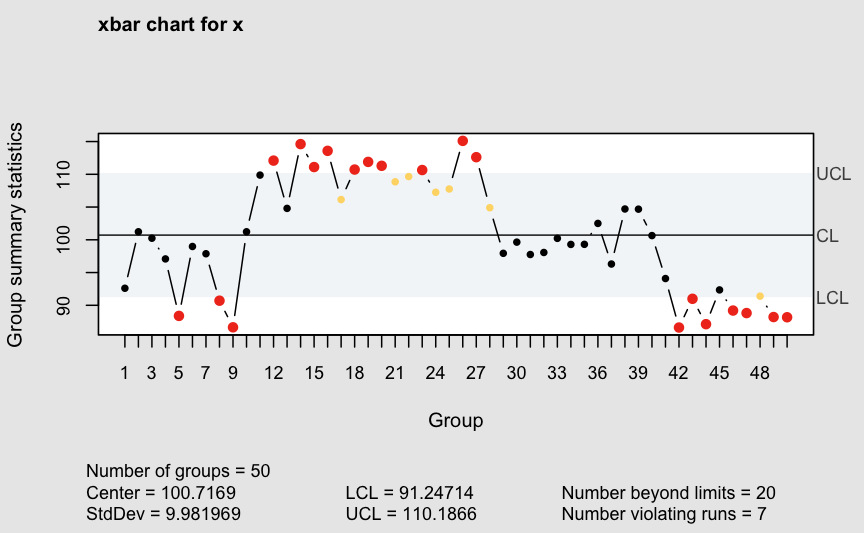 xbar chart for x
Group summary statistics
110
100
90
UCL
CL
LCL
1 3 5 7 9 12 15 18 21 24 27 30 33 36 39 42 45 48
Group
Number of groups = 50
Center = 100.7169 LCL = 91.24714 Number beyond limits = 20
StdDev = 9.981969 UCL = 110.1866 Number violating runs = 7